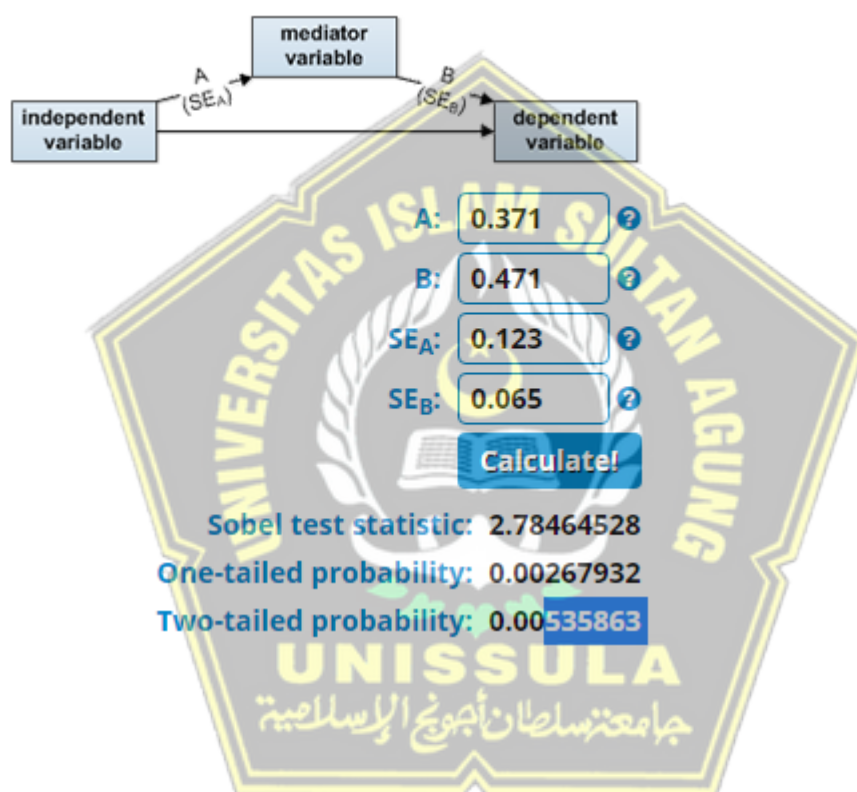 mediator
variable
A
(SEA)
B
(SEB)
independent
variable
dependent
variable
UNIVERSITAS ISLAM SULTAN AGUNG
A: 0.371 ?
B: 0.471 ?
SEA: 0.123 ?
SEB: 0.065 ?
Calculate!
Sobel test statistic: 2.78464528
One-tailed probability: 0.00267932
Two-tailed probability: 0.00535863
UNISSULA
جامعة سلطان أجونج الإسلامية